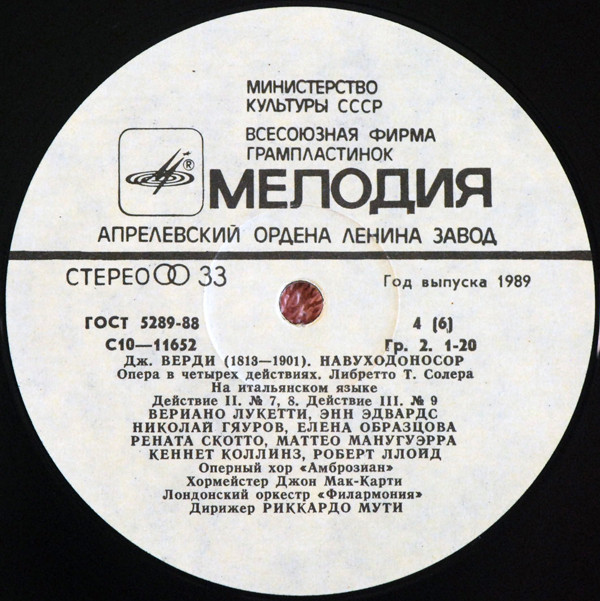 МИНИСТЕРСТВО
КУЛЬТУРЫ СССР
ВСЕСОЮЗНАЯ ФИРМА
ГРАМПЛАСТИНОК
®
МЕЛОДИЯ
АПРЕЛЕВСКИЙ ОРДЕНА ЛЕНИНА ЗАВОД
СТЕРЕО 33
Год выпуска 1989
ГОСТ 5289-88
4 (6)
С10—11652
Гр. 2. 1-20
Дж. ВЕРДИ (1813—1901). НАВУХОДОНОСОР
Опера в четырех действиях. Либретто Т. Солера
На итальянском языке
Действие II. № 7, 8. Действие III. № 9
ВЕРИАНО ЛУКЕТТИ, ЭНН ЭДВАРДС
НИКОЛАЙ ГЯУРОВ, ЕЛЕНА ОБРАЗЦОВА
РЕНАТА СКОТТО, МАТТЕО МАНУГУЭРРА
КЕННЕТ КОЛЛИНЗ, РОБЕРТ ЛЛОЙД
Оперный хор «Амброзиан»
Хормейстер Джон Мак-Карти
Лондонский оркестр «Филармония»
Дирижер РИККАРДО МУТИ